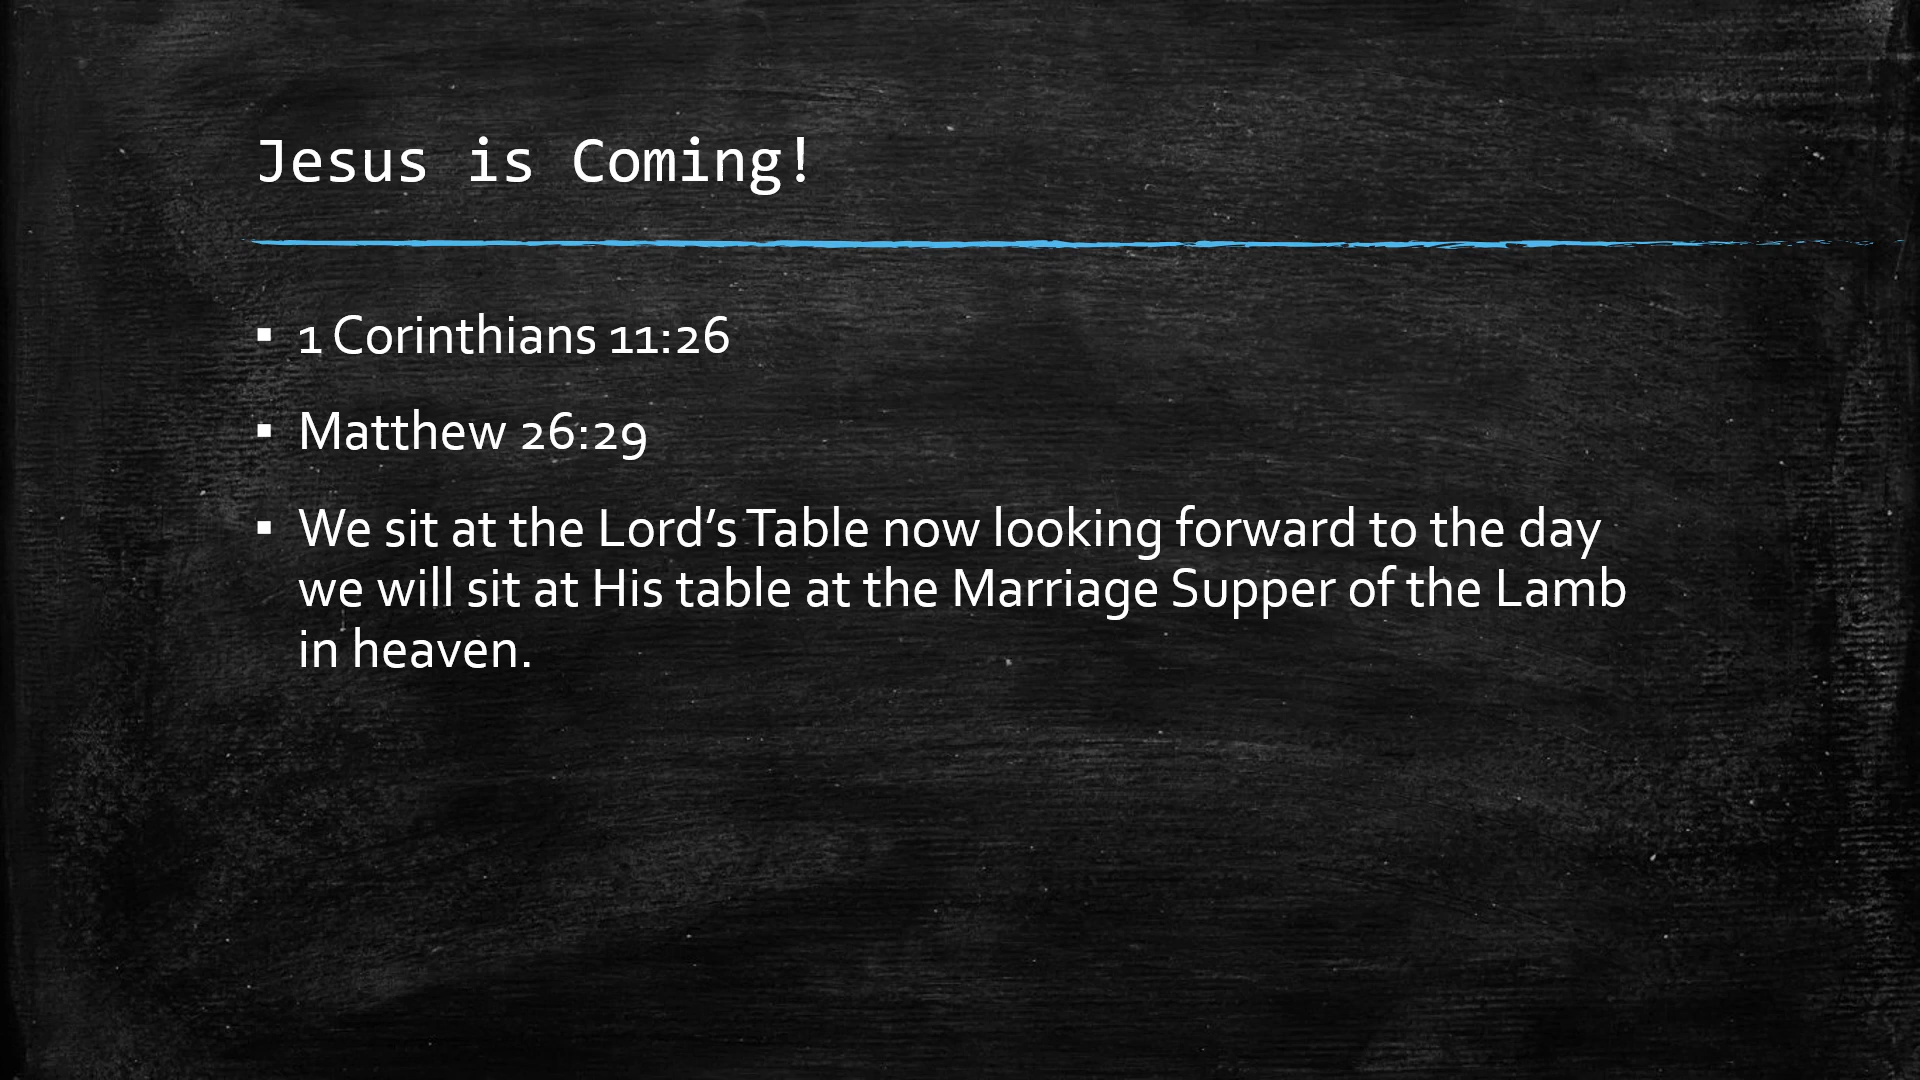 Jesus is Coming!
▪ 1 Corinthians 11:26
▪ Matthew 26:29
▪ We sit at the Lord’s Table now looking forward to the day
we will sit at His table at the Marriage Supper of the Lamb
in heaven.